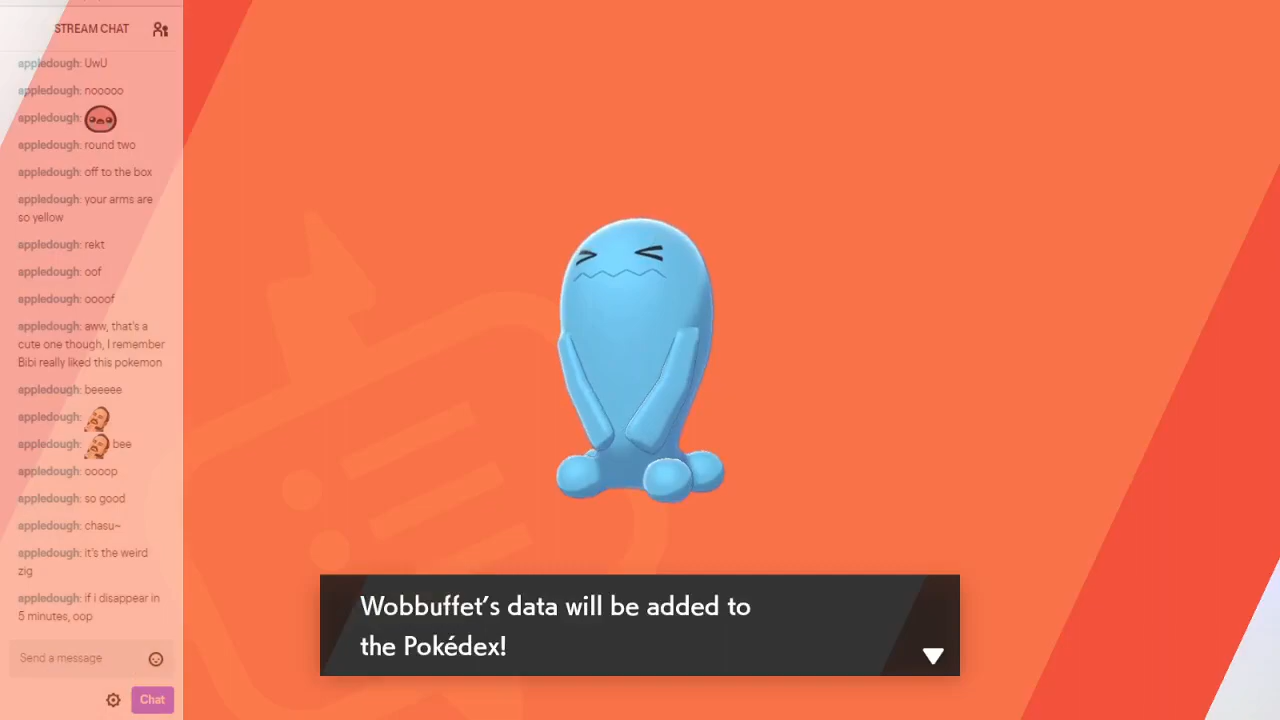 STREAM CHAT
appledough: UwU
appledough: nooooo
appledough:
appledough: round two
appledough: off to the box
appledough: your arms are
so yellow
appledough: rekt
appledough: oof
appledough: oooof
appledough: aww, that's a
cute one though, I remember
Bibi really liked this pokemon
appledough: beeeee
appledough:
appledough: bee
appledough: oooop
appledough: so good
appledough: chasu~
appledough: it's the weird
zig
appledough: if i disappear in
5 minutes, oop
Send a message
Chat
Wobbuffet's data will be added to
the Pokédex!